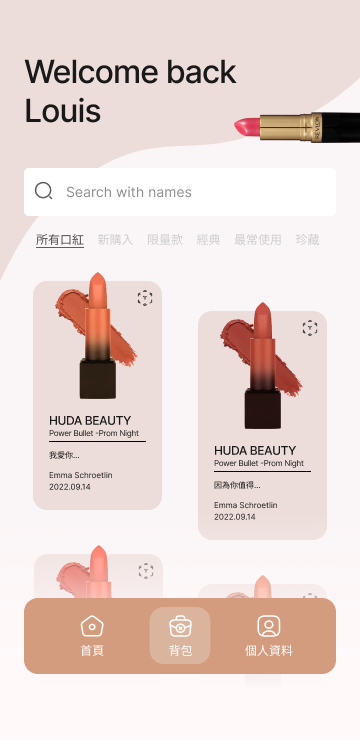 Welcome back
Louis
REVLON
Search with names
所有口紅 新購入 限量款 經典 最常使用 珍藏
HUDA BEAUTY
Power Bullet -Prom Night
我愛你...
Emma Schroetlin
2022.09.14
HUDA BEAUTY
Power Bullet -Prom Night
因為你值得...
Emma Schroetlin
2022.09.14
首頁 背包 個人資料